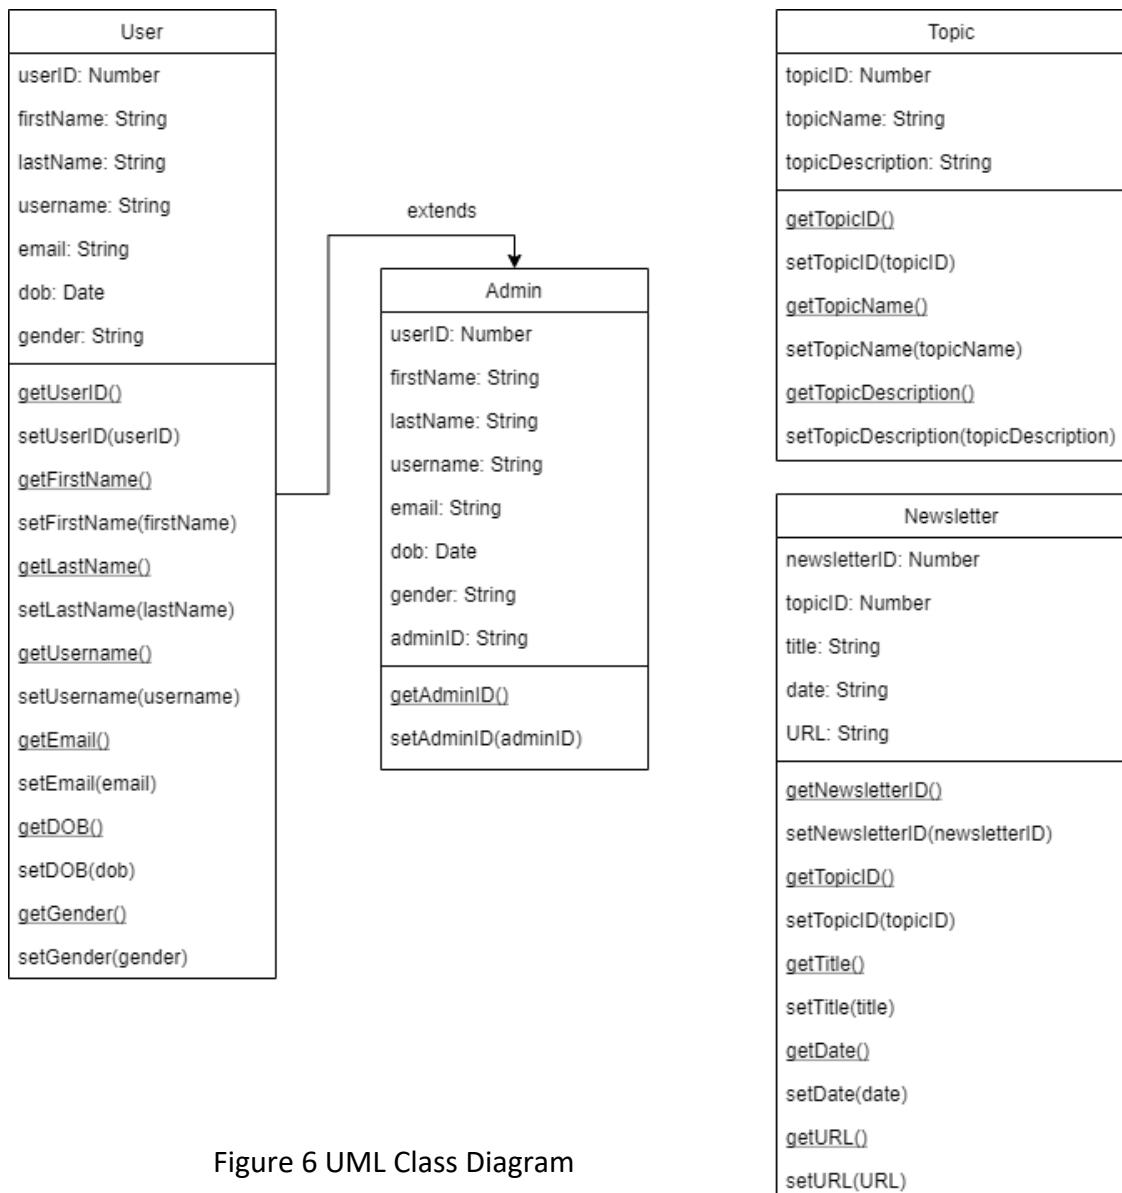 User
userID: Number
firstName: String
lastName: String
username: String
email: String
dob: Date
gender: String
getUserID()
setUserID(userID)
getFirstName()
setFirstName(firstName)
getLastName()
setLastName(lastName)
getUsername()
setUsername(username)
getEmail()
setEmail(email)
getDOB()
setDOB(dob)
getGender()
setGender(gender)
extends
Admin
userID: Number
firstName: String
lastName: String
username: String
email: String
dob: Date
gender: String
adminID: String
getAdminID()
setAdminID(adminID)
Topic
topicID: Number
topicName: String
topicDescription: String
getTopicID()
setTopicID(topicID)
getTopicName()
setTopicName(topicName)
getTopicDescription()
setTopicDescription(topicDescription)
Newsletter
newsletterID: Number
topicID: Number
title: String
date: String
URL: String
getNewsletterID()
setNewsletterID(newsletterID)
getTopicID()
setTopicID(topicID)
getTitle()
setTitle(title)
getDate()
setDate(date)
getURL()
setURL(URL)
Figure 6 UML Class Diagram